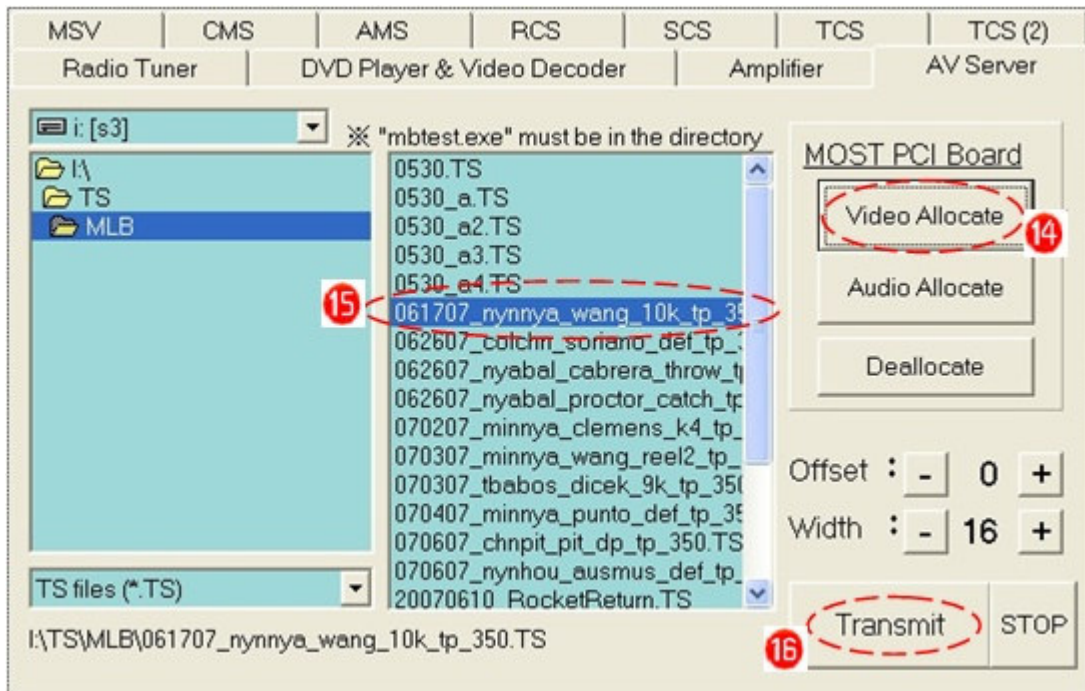 MSV CMS AMS RCS SCS TCS TCS (2)
Radio Tuner DVD Player & Video Decoder Amplifier AV Server
i: [s3]
※ "mbtest.exe" must be in the directory
I:\
TS
MLB
0530.TS
0530_a.TS
0530_a2.TS
0530_a3.TS
0530_a4.TS
061707_nynnya_wang_10k_tp_35
062607_colchn_soriano_def_tp_3
062607_nyabal_cabrera_throw_t
062607_nyabal_proctor_catch_tp
070207_minnya_clemens_k4_tp_
070307_minnya_wang_reel2_tp_
070307_tbabos_dicek_9k_tp_350
070407_minnya_punto_def_tp_35
070607_chnpit_pit_dp_tp_350.TS
070607_nynhou_ausmus_def_tp_
20070610_RocketReturn.TS
MOST PCI Board
Video Allocate
14
Audio Allocate
15
Deallocate
Offset : - 0 +
Width : - 16 +
TS files (*.TS)
Transmit
STOP
16
I:\TS\MLB\061707_nynnya_wang_10k_tp_350.TS